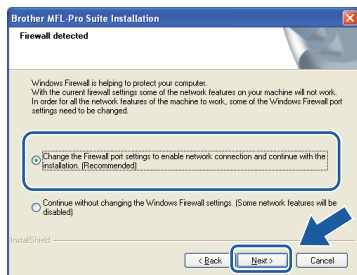 Brother MFL-Pro Suite Installation
Firewall detected
Windows Firewall is helping to protect your computer.
With the current firewall settings some of the network features on your machine will not work.
In order for all the network features of the machine to work, some of the Windows Firewall port
settings need to be changed.
Change the Firewall port settings to enable network connection and continue with the
installation. (Recommended)
Continue without changing the Windows Firewall settings. (Some network features will be
disabled)
InstallShield
< Back Next > Cancel